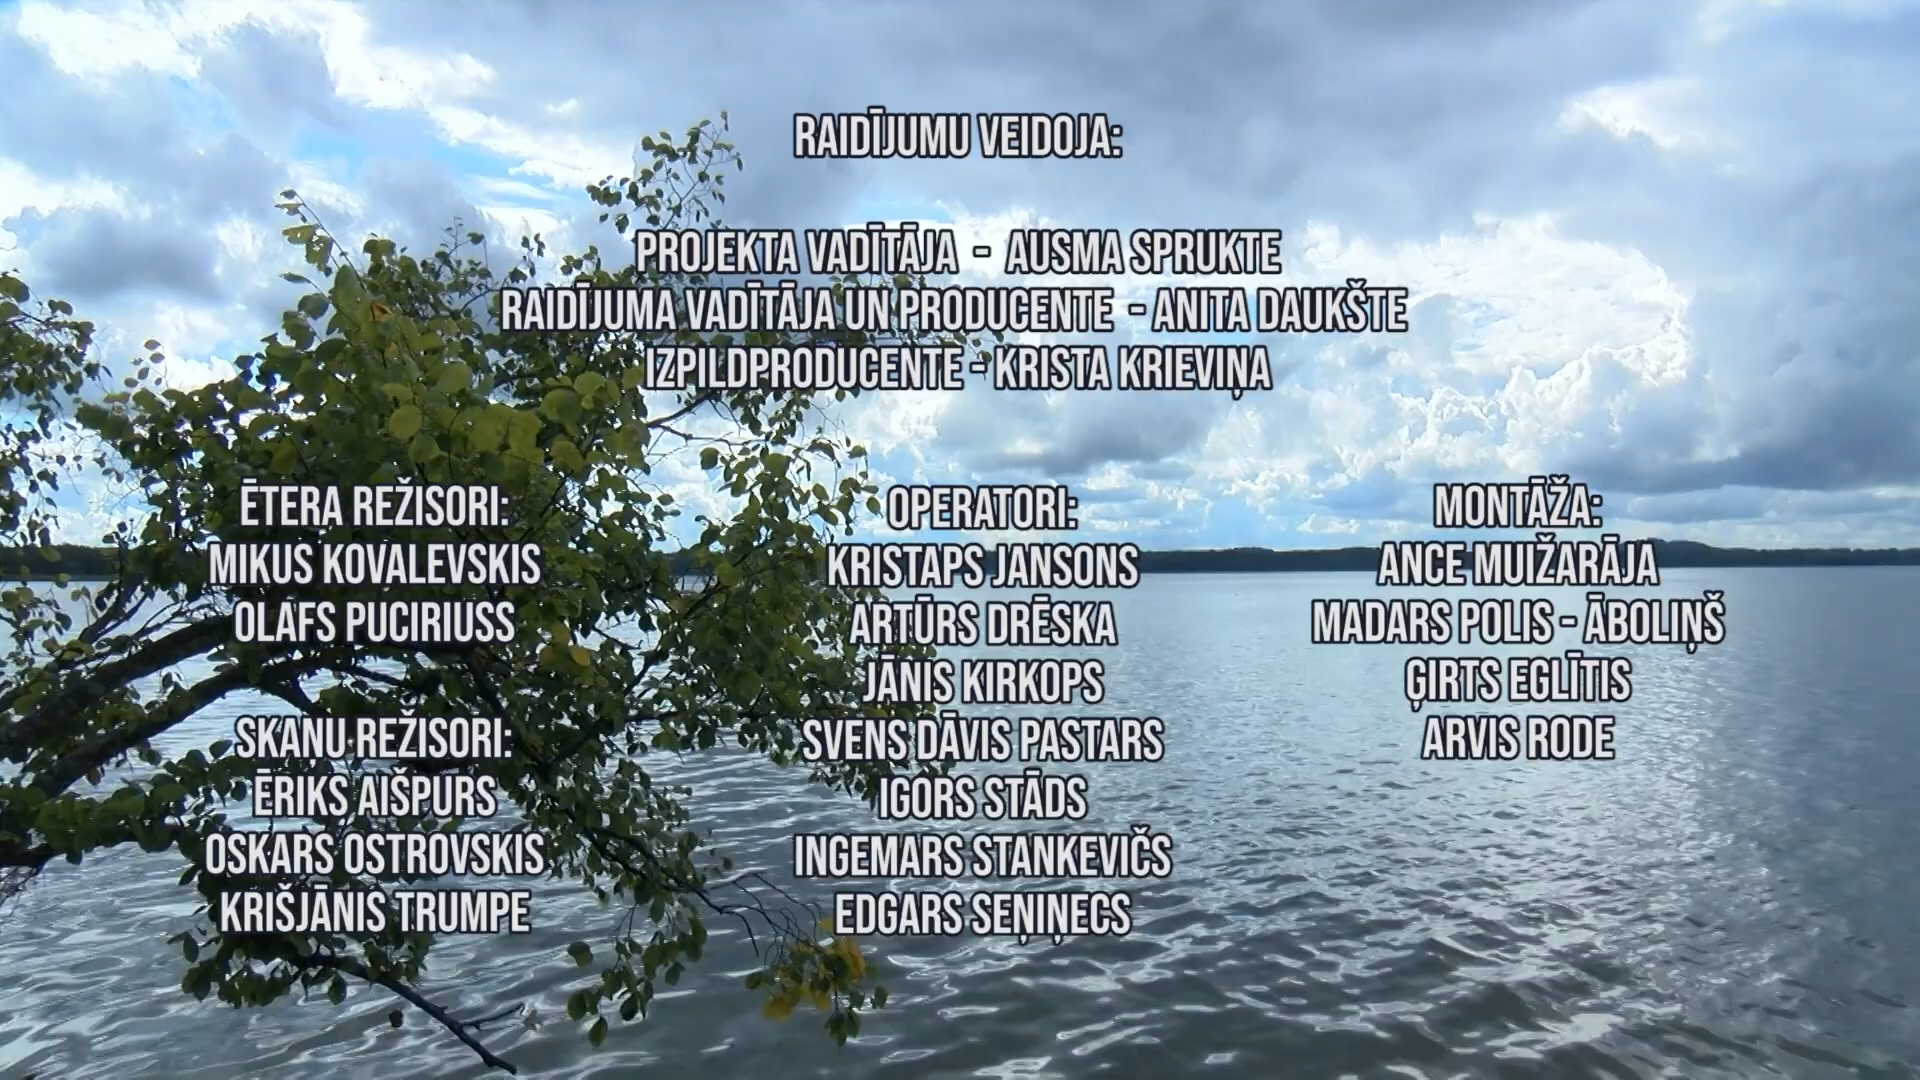 RAIDĪJUMU VEIDOJA:
PROJEKTA VADĪTĀJA - AUSMA SPRUKTE
RAIDĪJUMA VADĪTĀJA UN PRODUCENTE - ANITA DAUKŠTE
IZPILDPRODUCENTE - KRISTA KRIEVIŅA
ĒTERA REŽISORI:
MIKUS KOVAĻEVSKIS
OLAFS PUCIRIUSS
SKAŅU REŽISORI:
ĒRIKS AIŠPURS
OSKARS OSTROVSKIS
KRIŠJĀNIS TRUMPE
OPERATORI:
KRISTAPS JANSONS
ARTŪRS DRĒSKA
JĀNIS KIRKOPS
SVENS DĀVIS PASTARS
IGORS STĀDS
INGEMARS STANKEVIČS
EDGARS SEŅIŅECS
MONTĀŽA:
ANCE MUIŽARĀJA
MADARS POLIS - ĀBOLIŅŠ
ĢIRTS EGLĪTIS
ARVIS RODE